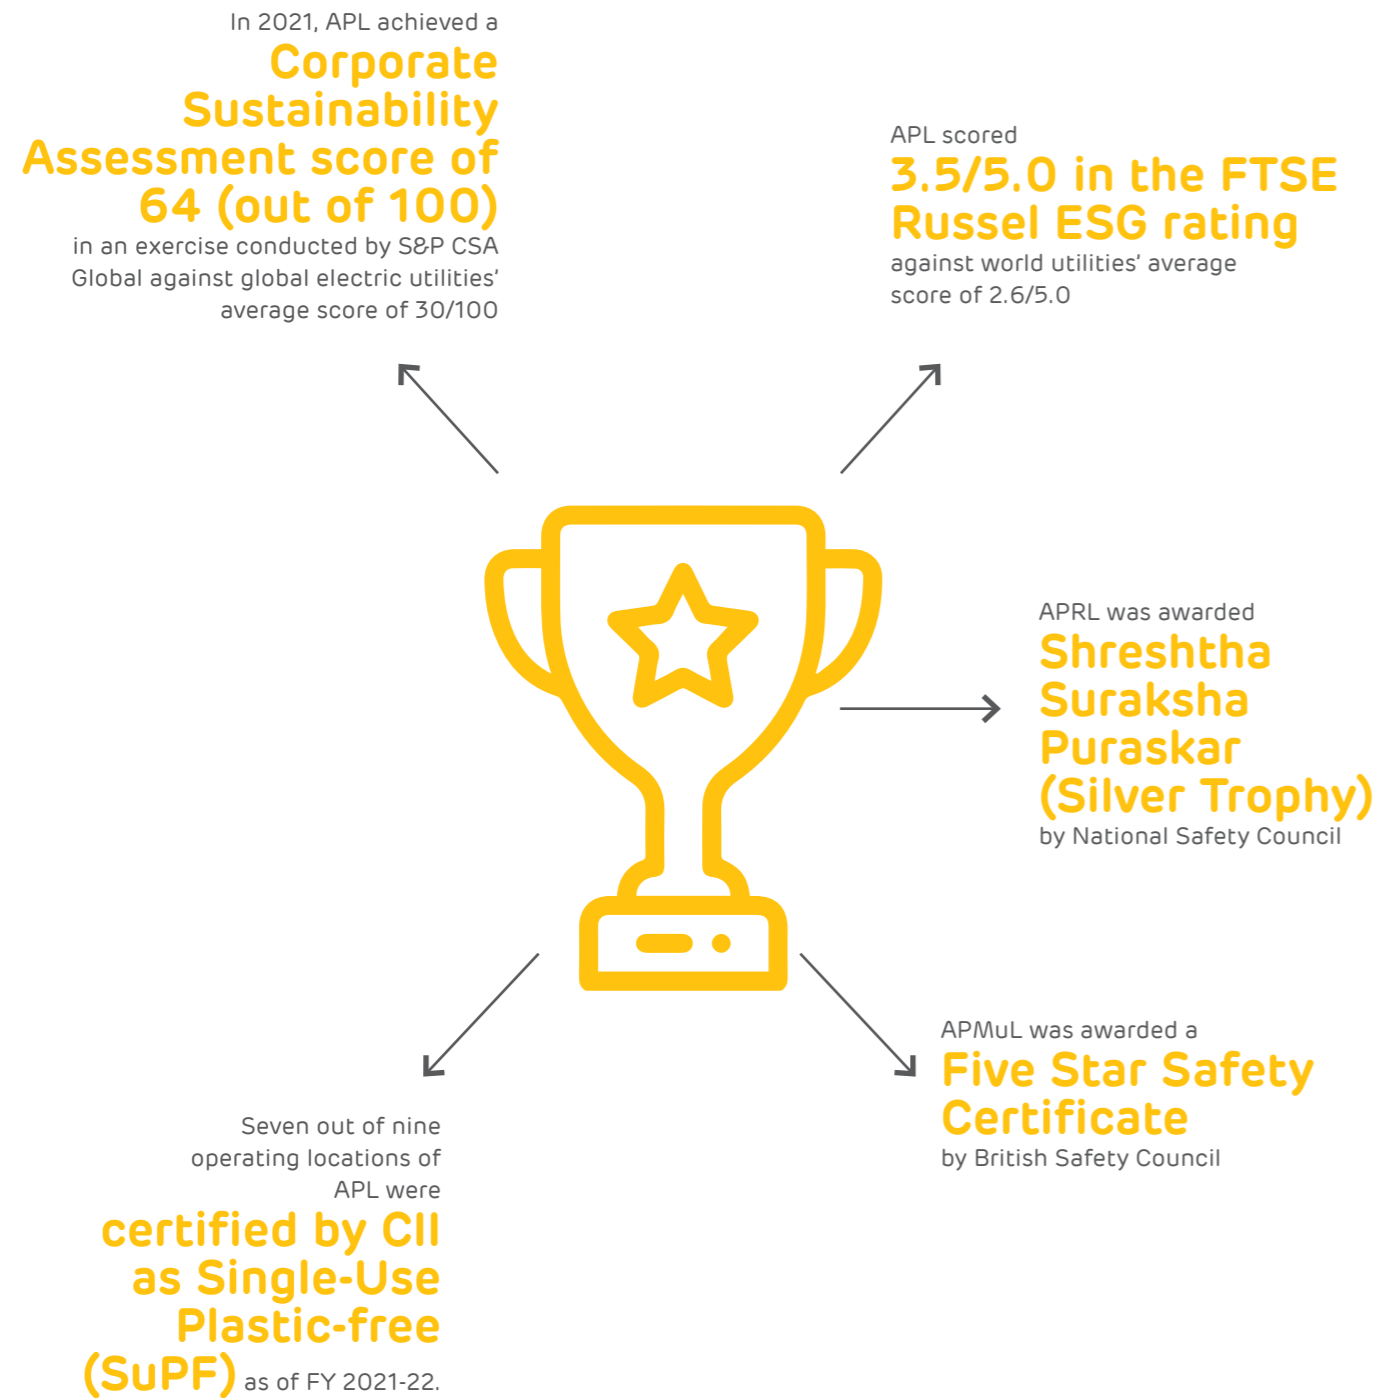 In 2021, APL achieved a
Corporate
Sustainability
Assessment score of
64 (out of 100)
in an exercise conducted by S&P CSA
Global against global electric utilities'
average score of 30/100
APL scored
3.5/5.0 in the FTSE
Russel ESG rating
against world utilities' average
score of 2.6/5.0
APRL was awarded
Shreshtha
Suraksha
Puraskar
(Silver Trophy)
by National Safety Council
APMuL was awarded a
Five Star Safety
Certificate
by British Safety Council
Seven out of nine
operating locations of
APL were
certified by CII
as Single-Use
Plastic-free
(SuPF) as of FY 2021-22.